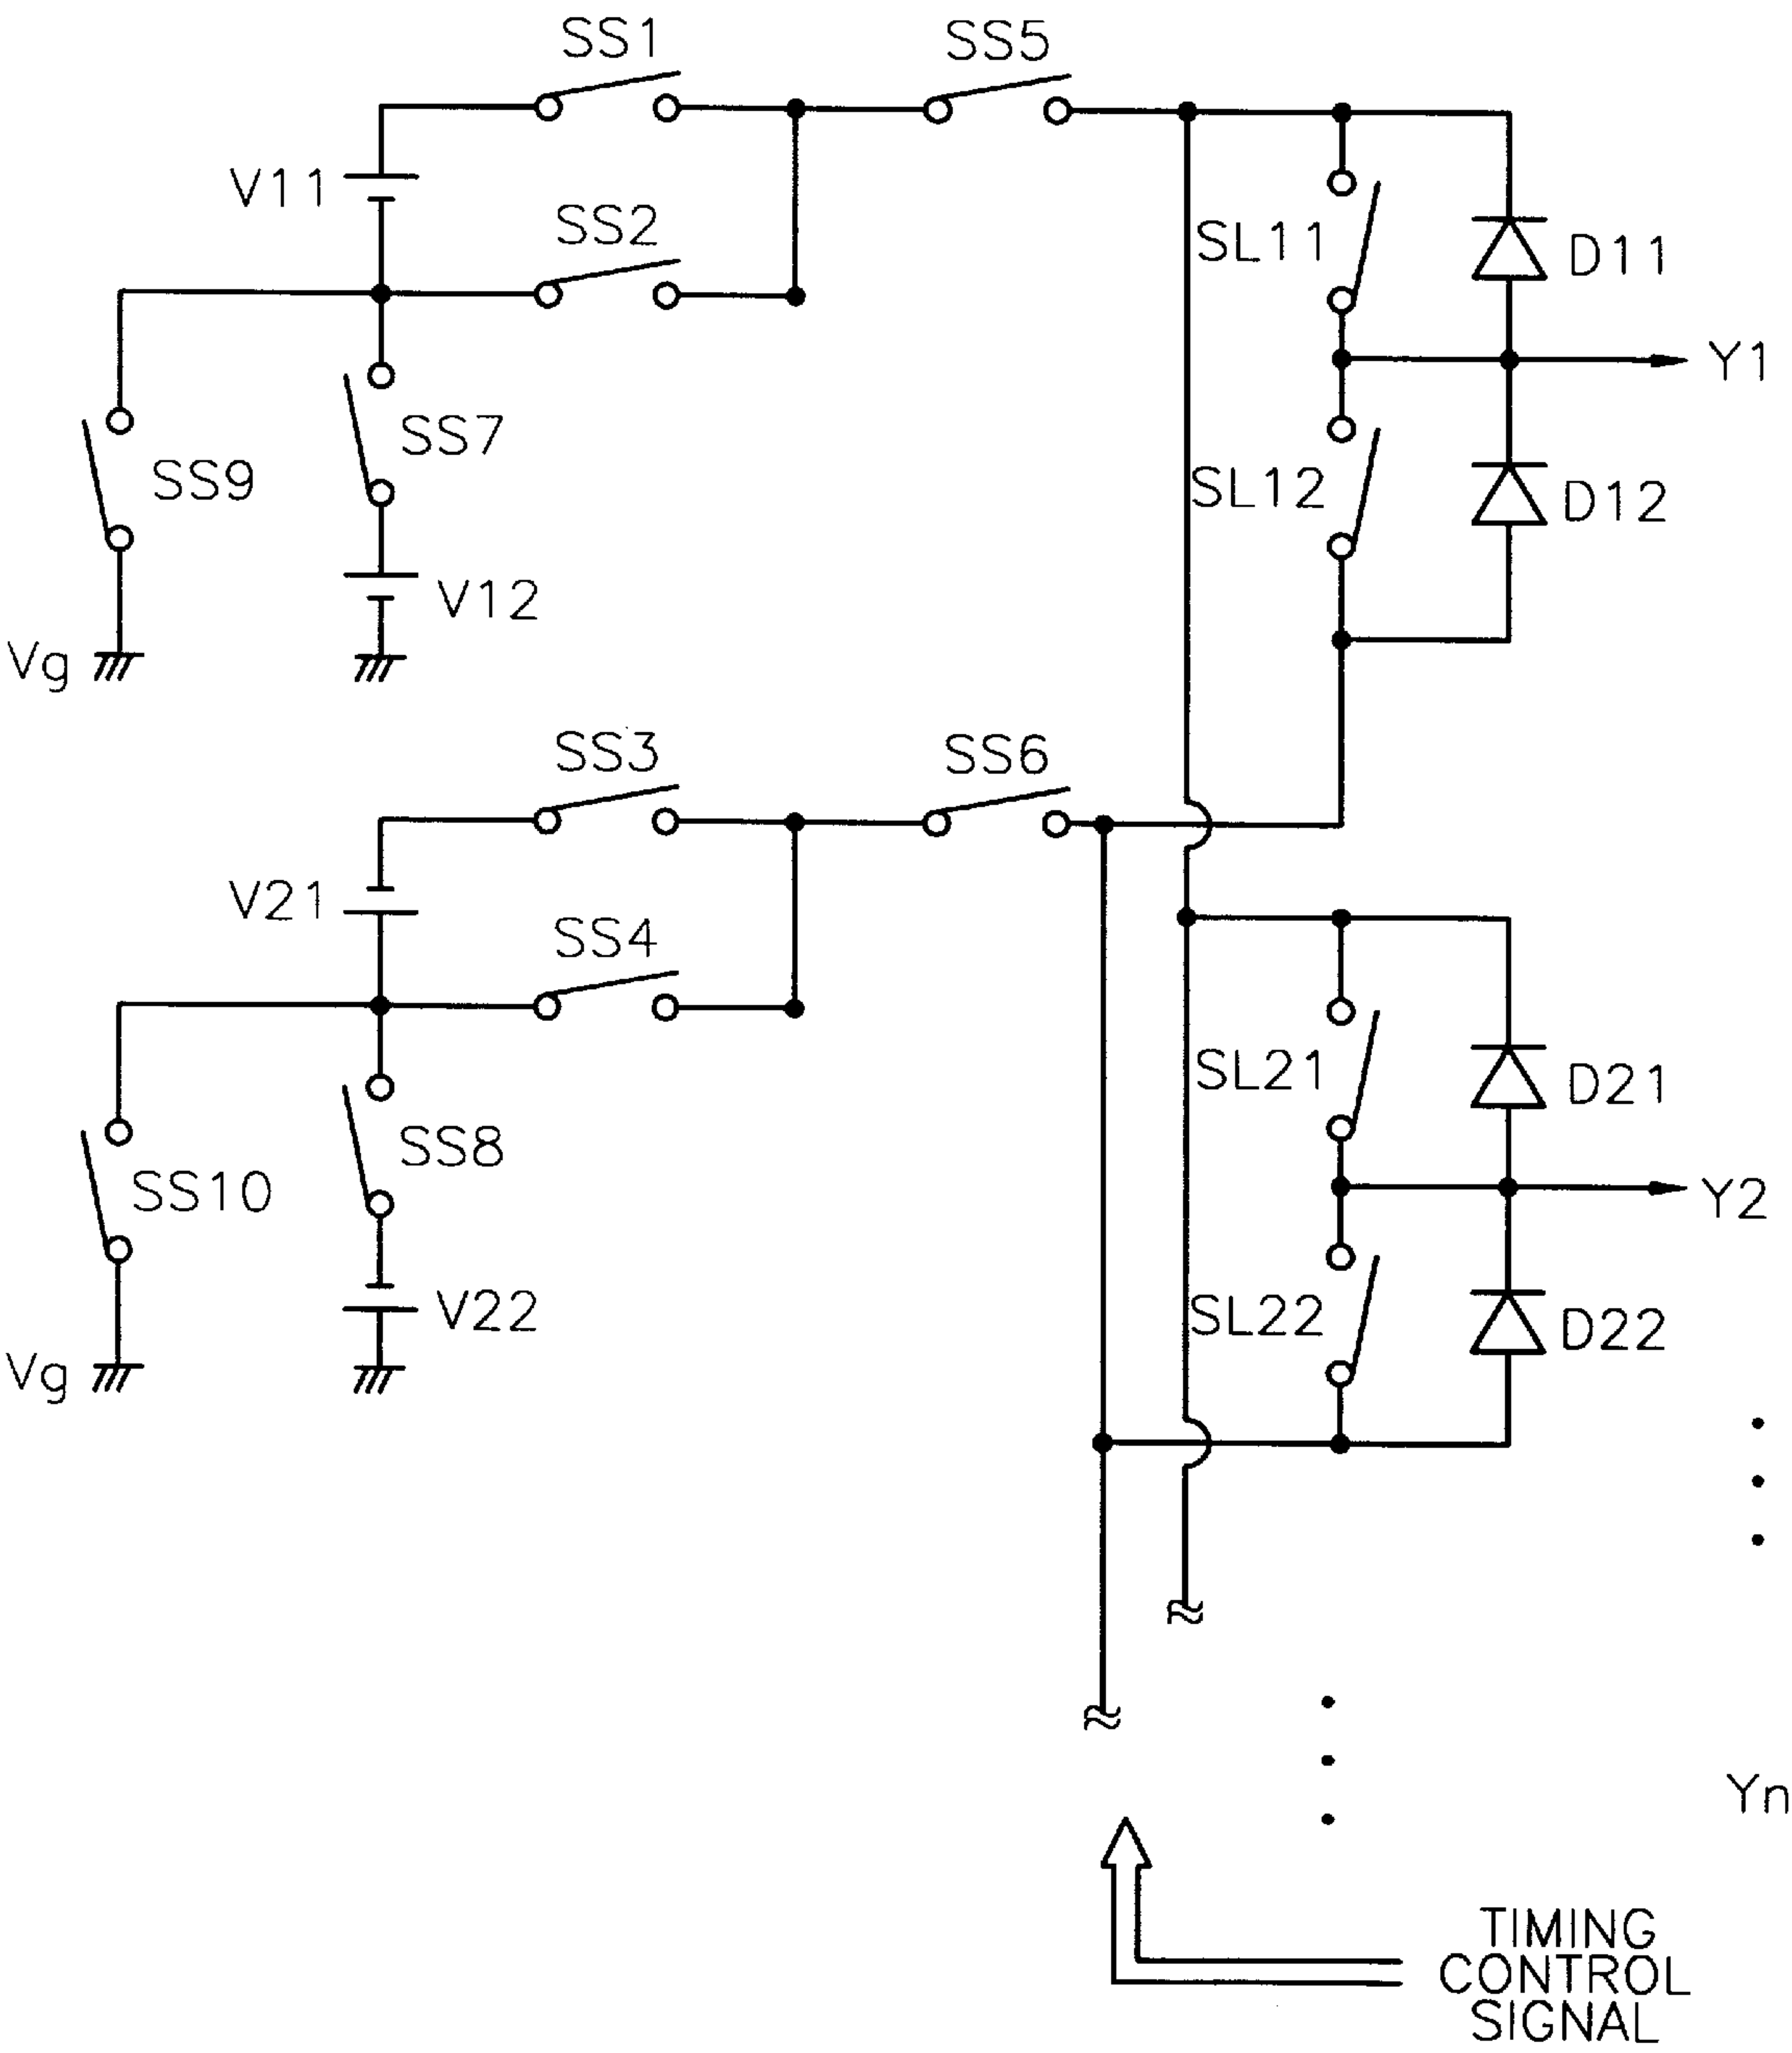 SS1
SS5
V11
SS2
SL11
D11
Y1
SS7
SS9
SL12
D12
V12
Vg
SS3
SS6
V21
SS4
SL21
D21
SS8
SS10
Y2
V22
SL22
D22
Vg
Yn
TIMING
CONTROL
SIGNAL